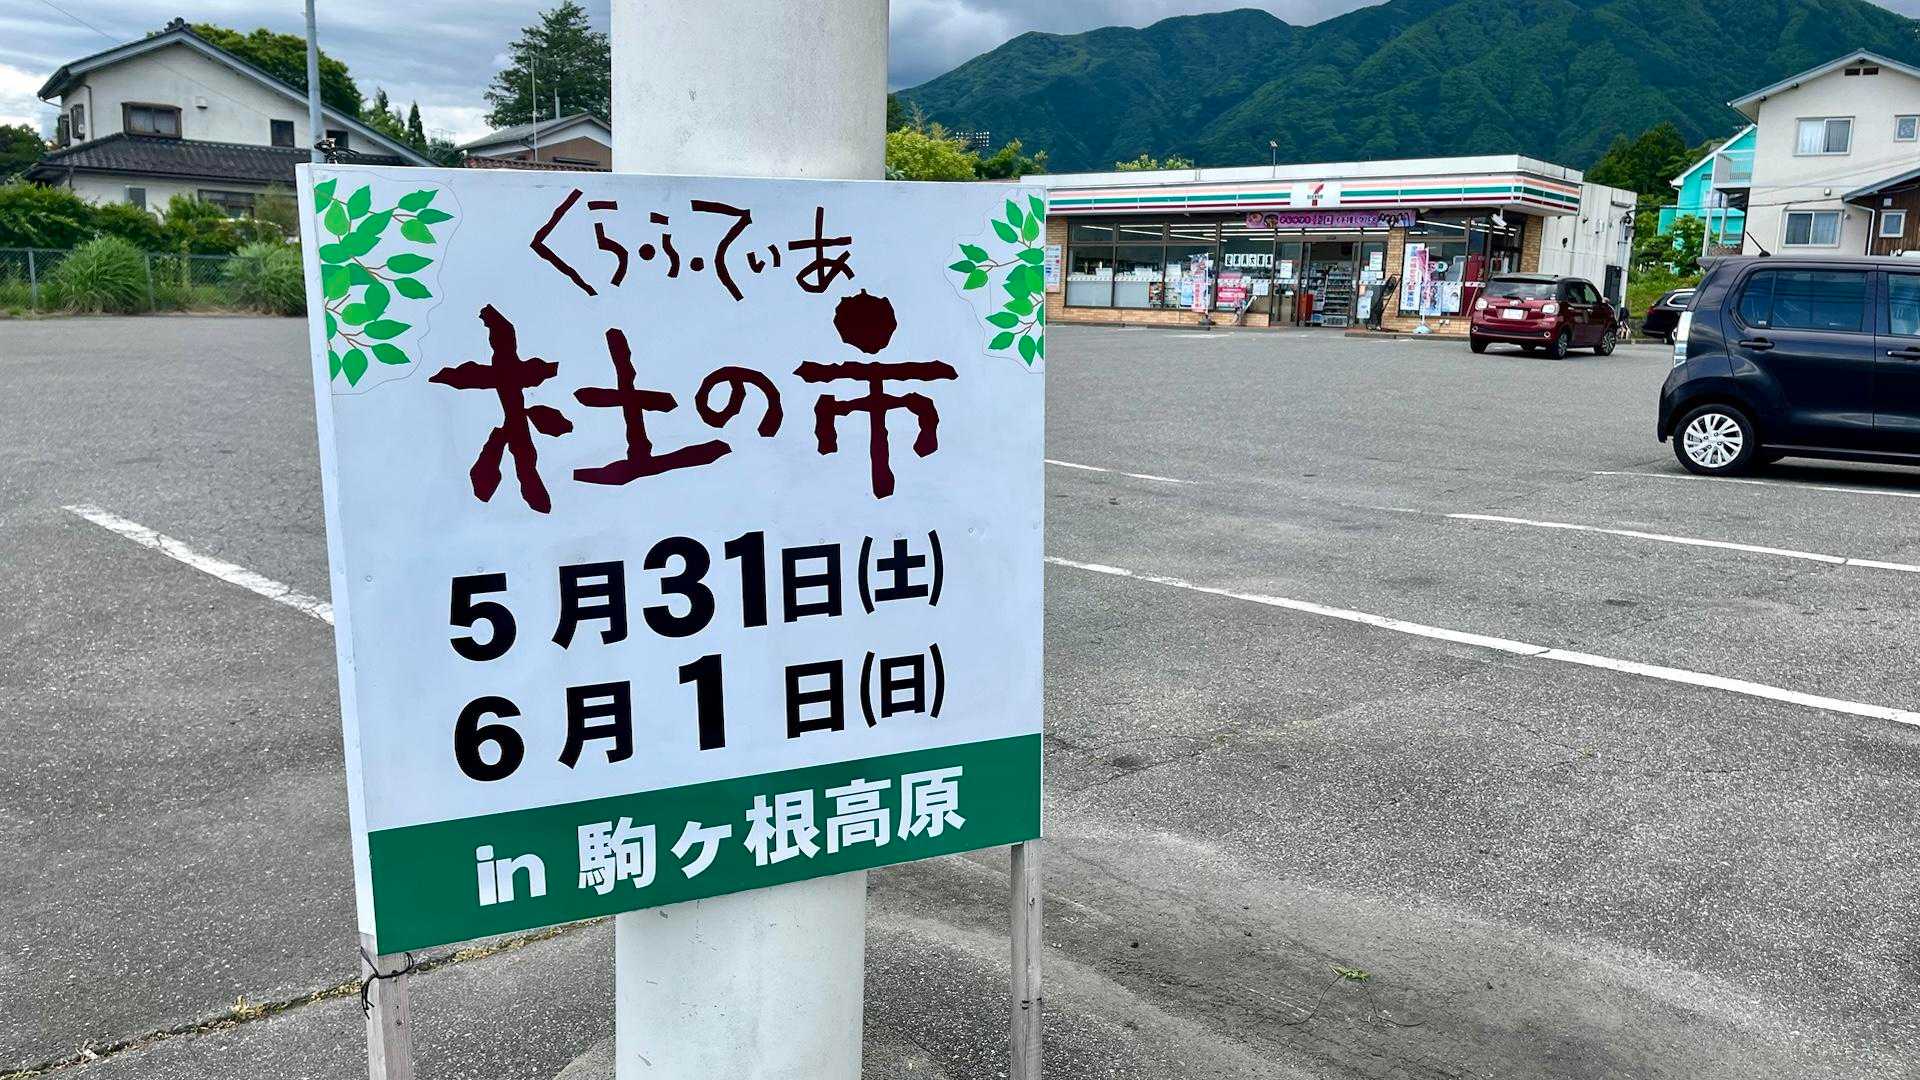 くらふてぃあ
杜の市
5月31日(土)
6月1日(日)
in 駒ヶ根高原